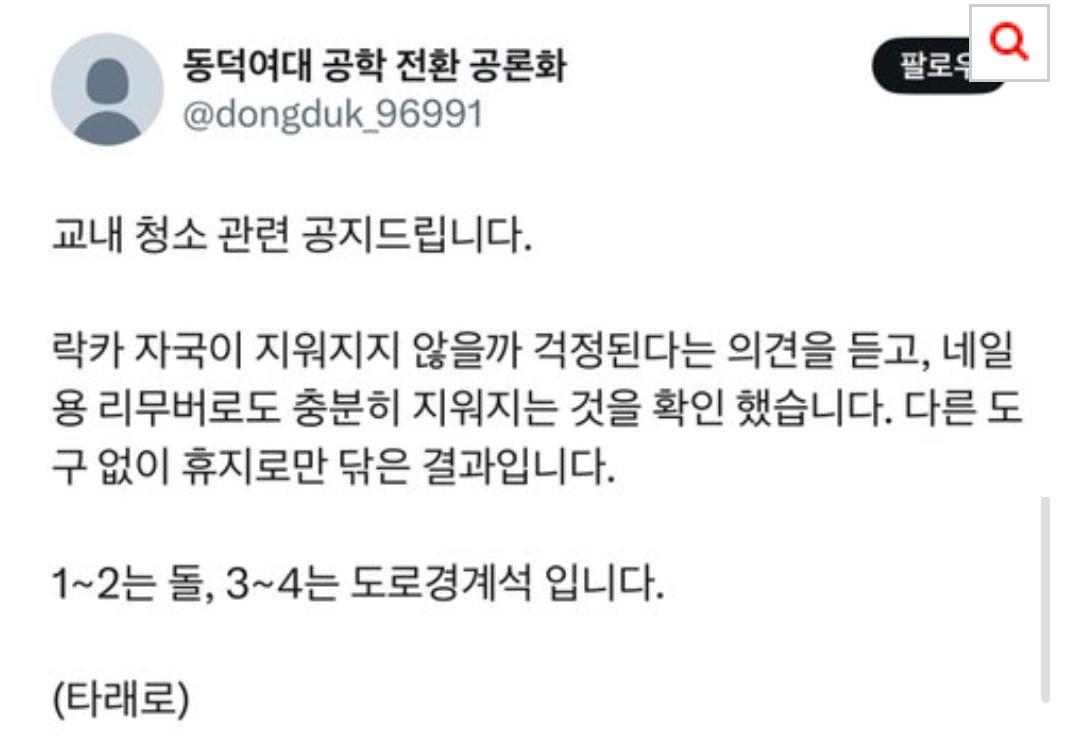 동덕여대 공학 전환 공론화
팔로우
@dongduk_96991
교내 청소 관련 공지드립니다.
락카 자국이 지워지지 않을까 걱정된다는 의견을 듣고, 네일
용 리무버로도 충분히 지워지는 것을 확인 했습니다. 다른 도
구 없이 휴지로만 닦은 결과입니다.
1~2는 돌, 3~4는 도로경계석 입니다.
(타래로)